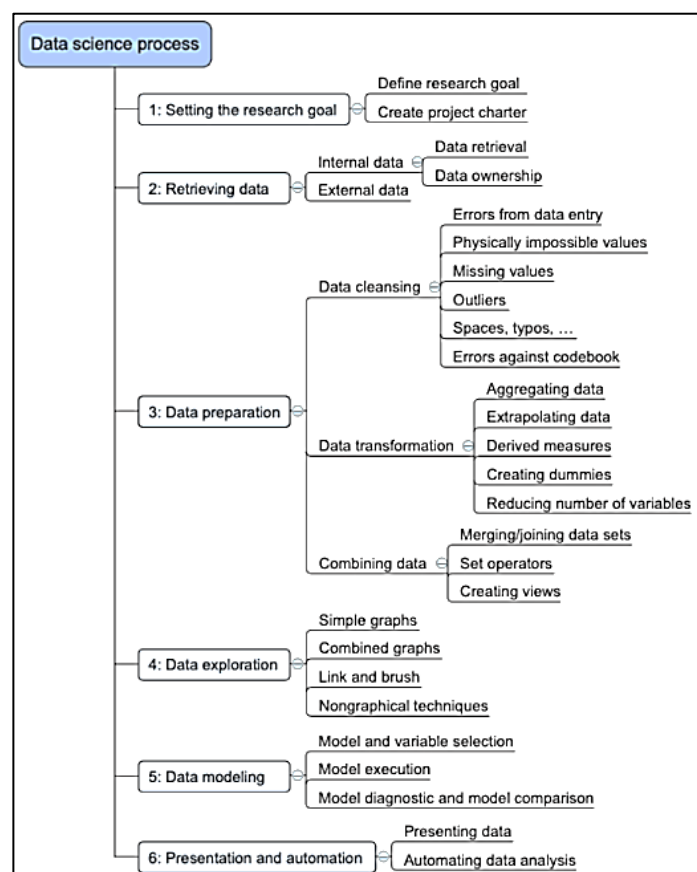 Data science process
1: Setting the research goal
Define research goal
Create project charter
2: Retrieving data
Internal data
Data retrieval
Data ownership
External data
3: Data preparation
Data cleansing
Errors from data entry
Physically impossible values
Missing values
Outliers
Spaces, typos, ...
Errors against codebook
Data transformation
Aggregating data
Extrapolating data
Derived measures
Creating dummies
Reducing number of variables
Combining data
Merging/joining data sets
Set operators
Creating views
4: Data exploration
Simple graphs
Combined graphs
Link and brush
Nongraphical techniques
5: Data modeling
Model and variable selection
Model execution
Model diagnostic and model comparison
6: Presentation and automation
Presenting data
Automating data analysis